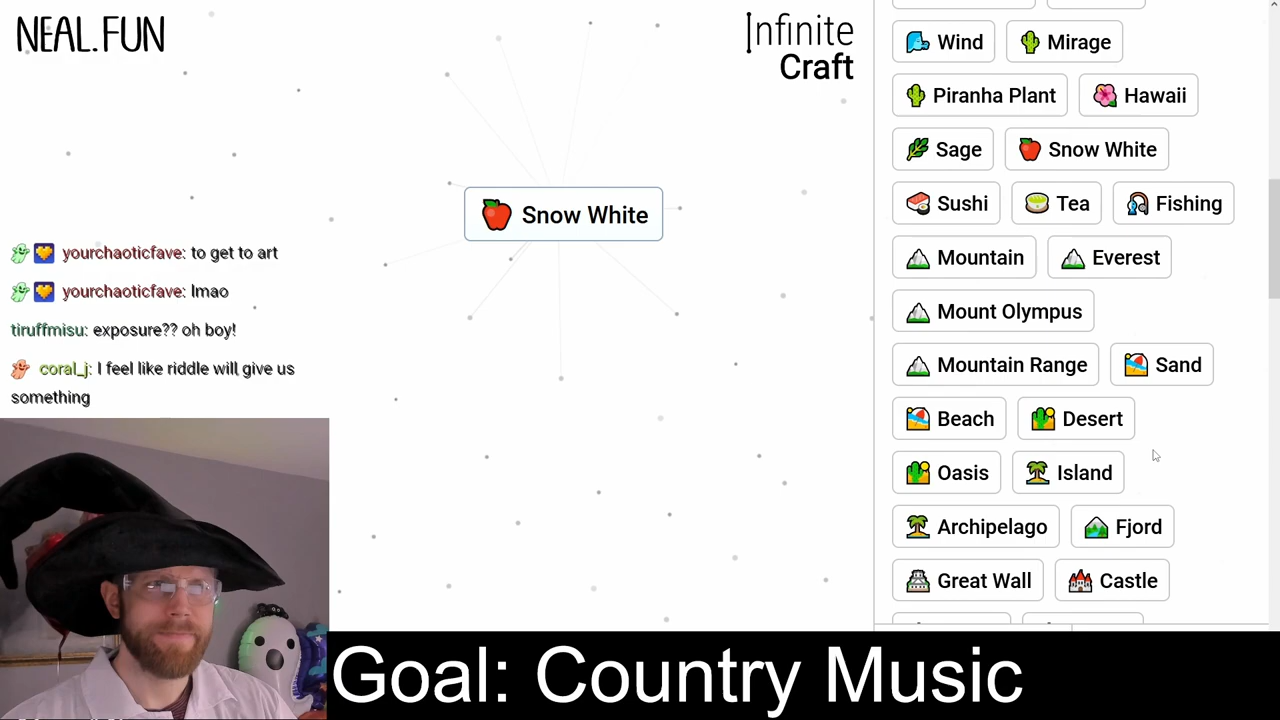 NEAL.FUN
Infinite
Craft
Snow White
yourchaoticfave: to get to art
yourchaoticfave: lmao
tiruffmisu: exposure?? oh boy!
coral_j: I feel like riddle will give us
something
Wind
Mirage
Piranha Plant
Hawaii
Sage
Snow White
Sushi
Tea
Fishing
Mountain
Everest
Mount Olympus
Mountain Range
Sand
Beach
Desert
Oasis
Island
Archipelago
Fjord
Great Wall
Castle
Goal: Country Music